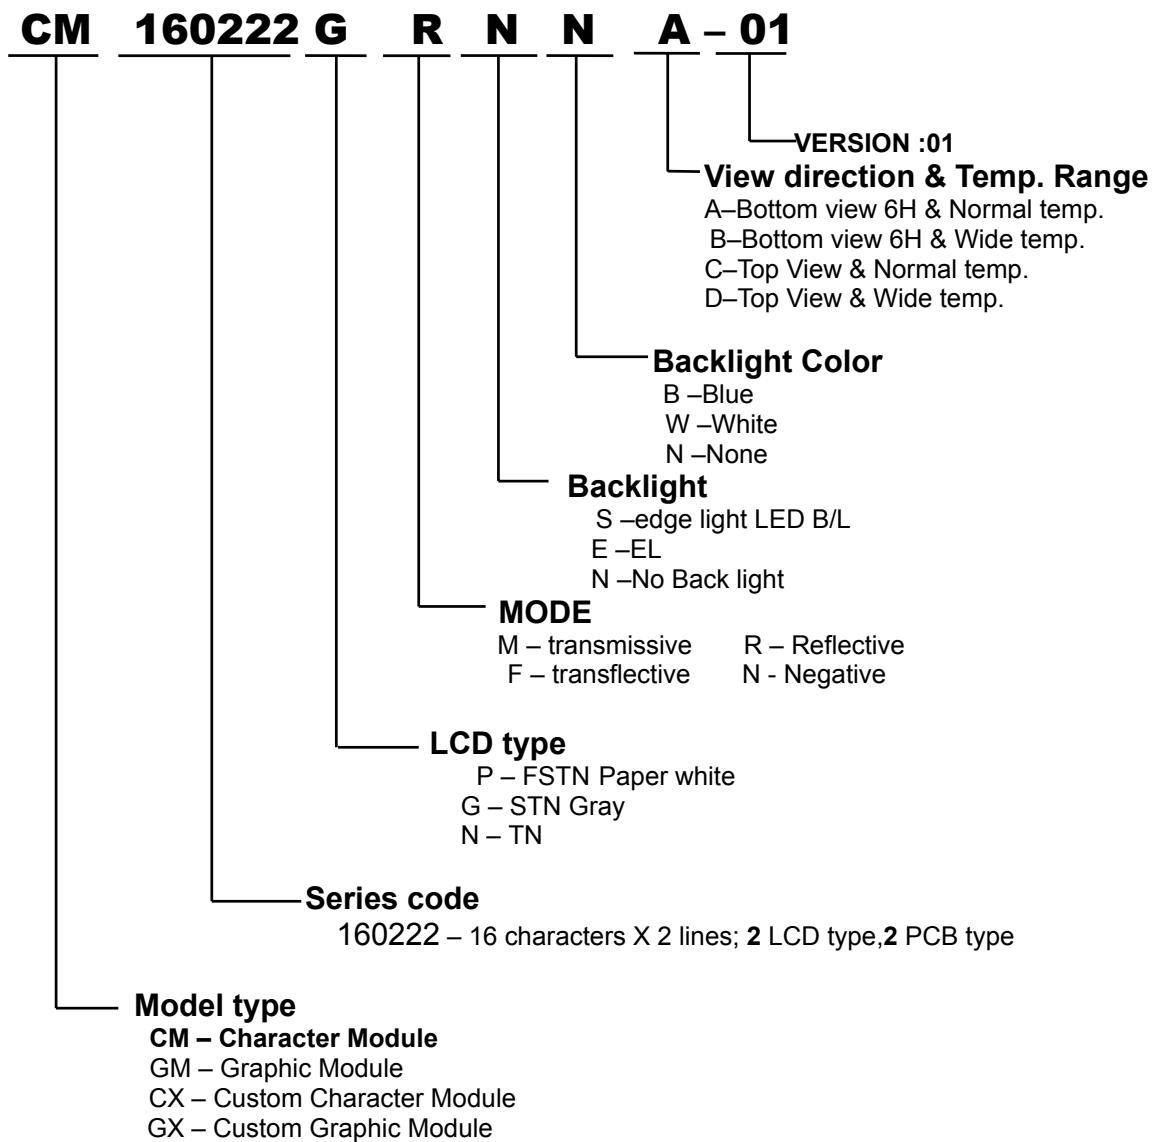 CM 160222 G R N N A – 01
VERSION :01
View direction & Temp. Range
A–Bottom view 6H & Normal temp.
B–Bottom view 6H & Wide temp.
C–Top View & Normal temp.
D–Top View & Wide temp.
Backlight Color
B –Blue
W –White
N –None
Backlight
S –edge light LED B/L
E –EL
N –No Back light
MODE
M – transmissive R – Reflective
F – transflective N - Negative
LCD type
P – FSTN Paper white
G – STN Gray
N – TN
Series code
160222 – 16 characters X 2 lines; 2 LCD type,2 PCB type
Model type
CM – Character Module
GM – Graphic Module
CX – Custom Character Module
GX – Custom Graphic Module